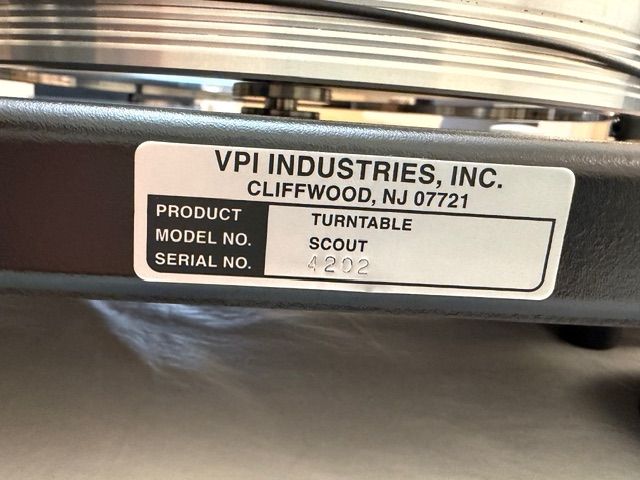 VPI INDUSTRIES, INC.
CLIFFWOOD, NJ 07721
PRODUCT TURNTABLE
MODEL NO. SCOUT
SERIAL NO. 4202